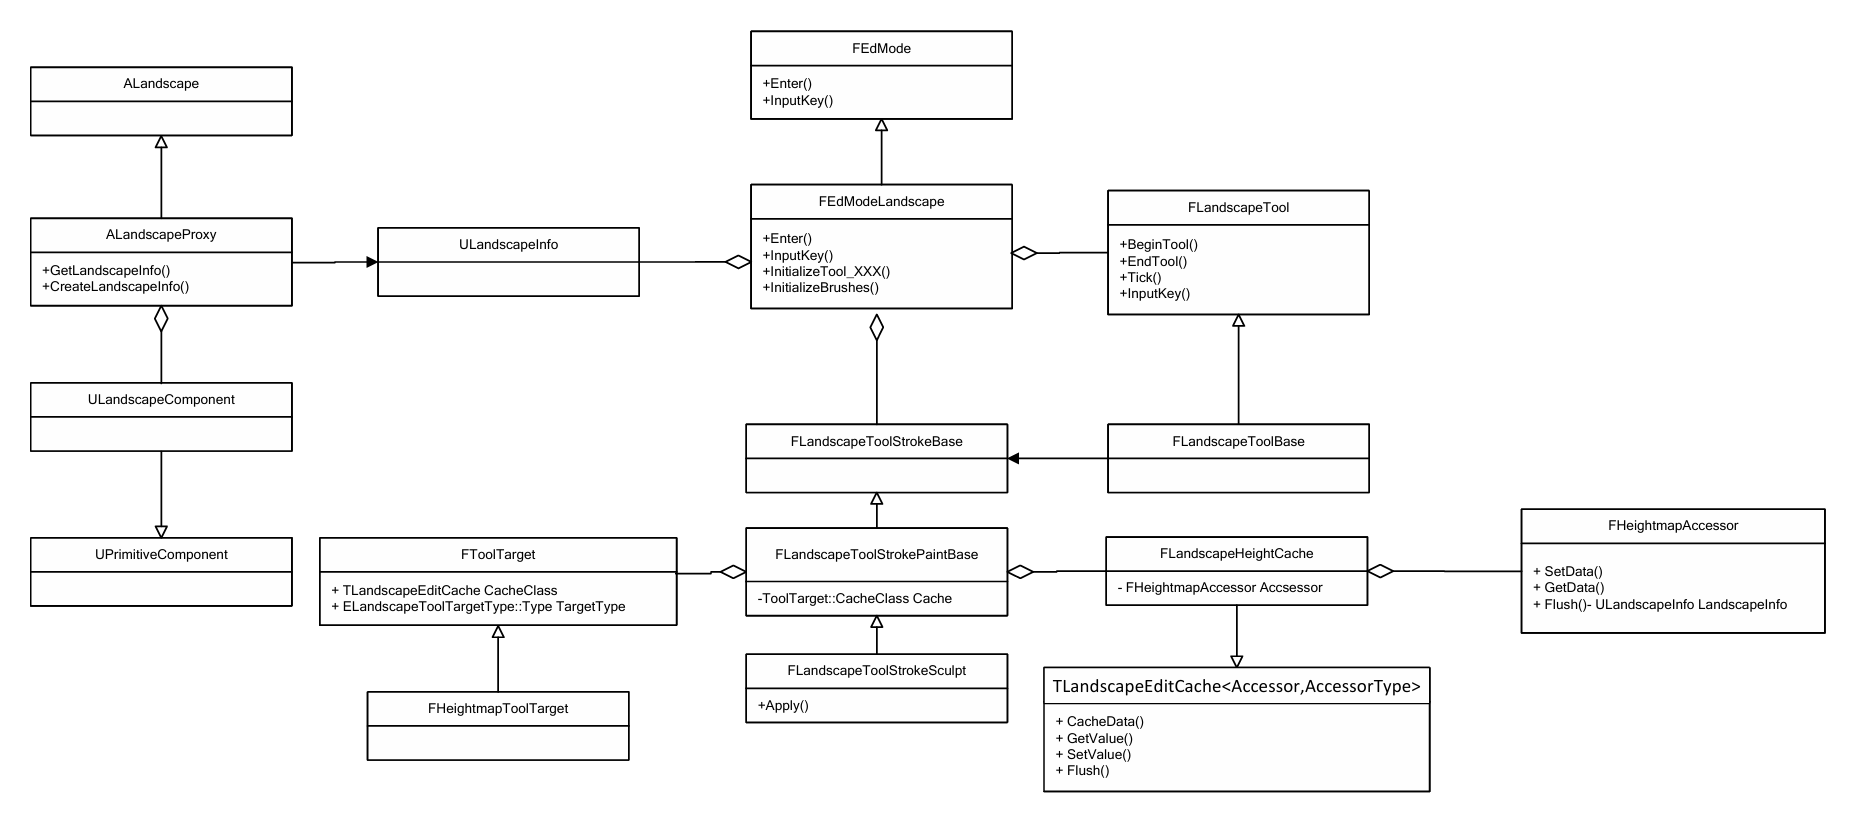 FEdMode
+Enter()
+InputKey()
ALandscape
FEdModeLandscape
+Enter()
+InputKey()
+InitializeTool_XXX()
+InitializeBrushes()
FLandscapeTool
+BeginTool()
+EndTool()
+Tick()
+InputKey()
ALandscapeProxy
+GetLandscapeInfo()
+CreateLandscapeInfo()
ULandscapeInfo
ULandscapeComponent
FLandscapeToolStrokeBase
FLandscapeToolBase
UPrimitiveComponent
FToolTarget
+ TLandscapeEditCache CacheClass
+ ELandscapeToolTargetType::Type TargetType
FLandscapeToolStrokePaintBase
-ToolTarget::CacheClass Cache
FLandscapeHeightCache
- FHeightmapAccessor Accsessor
FHeightmapAccessor
+ SetData()
+ GetData()
+ Flush()- ULandscapeInfo LandscapeInfo
FHeightmapToolTarget
FLandscapeToolStrokeSculpt
+Apply()
TLandscapeEditCache<Accessor,AccessorType>
+ CacheData()
+ GetValue()
+ SetValue()
+ Flush()